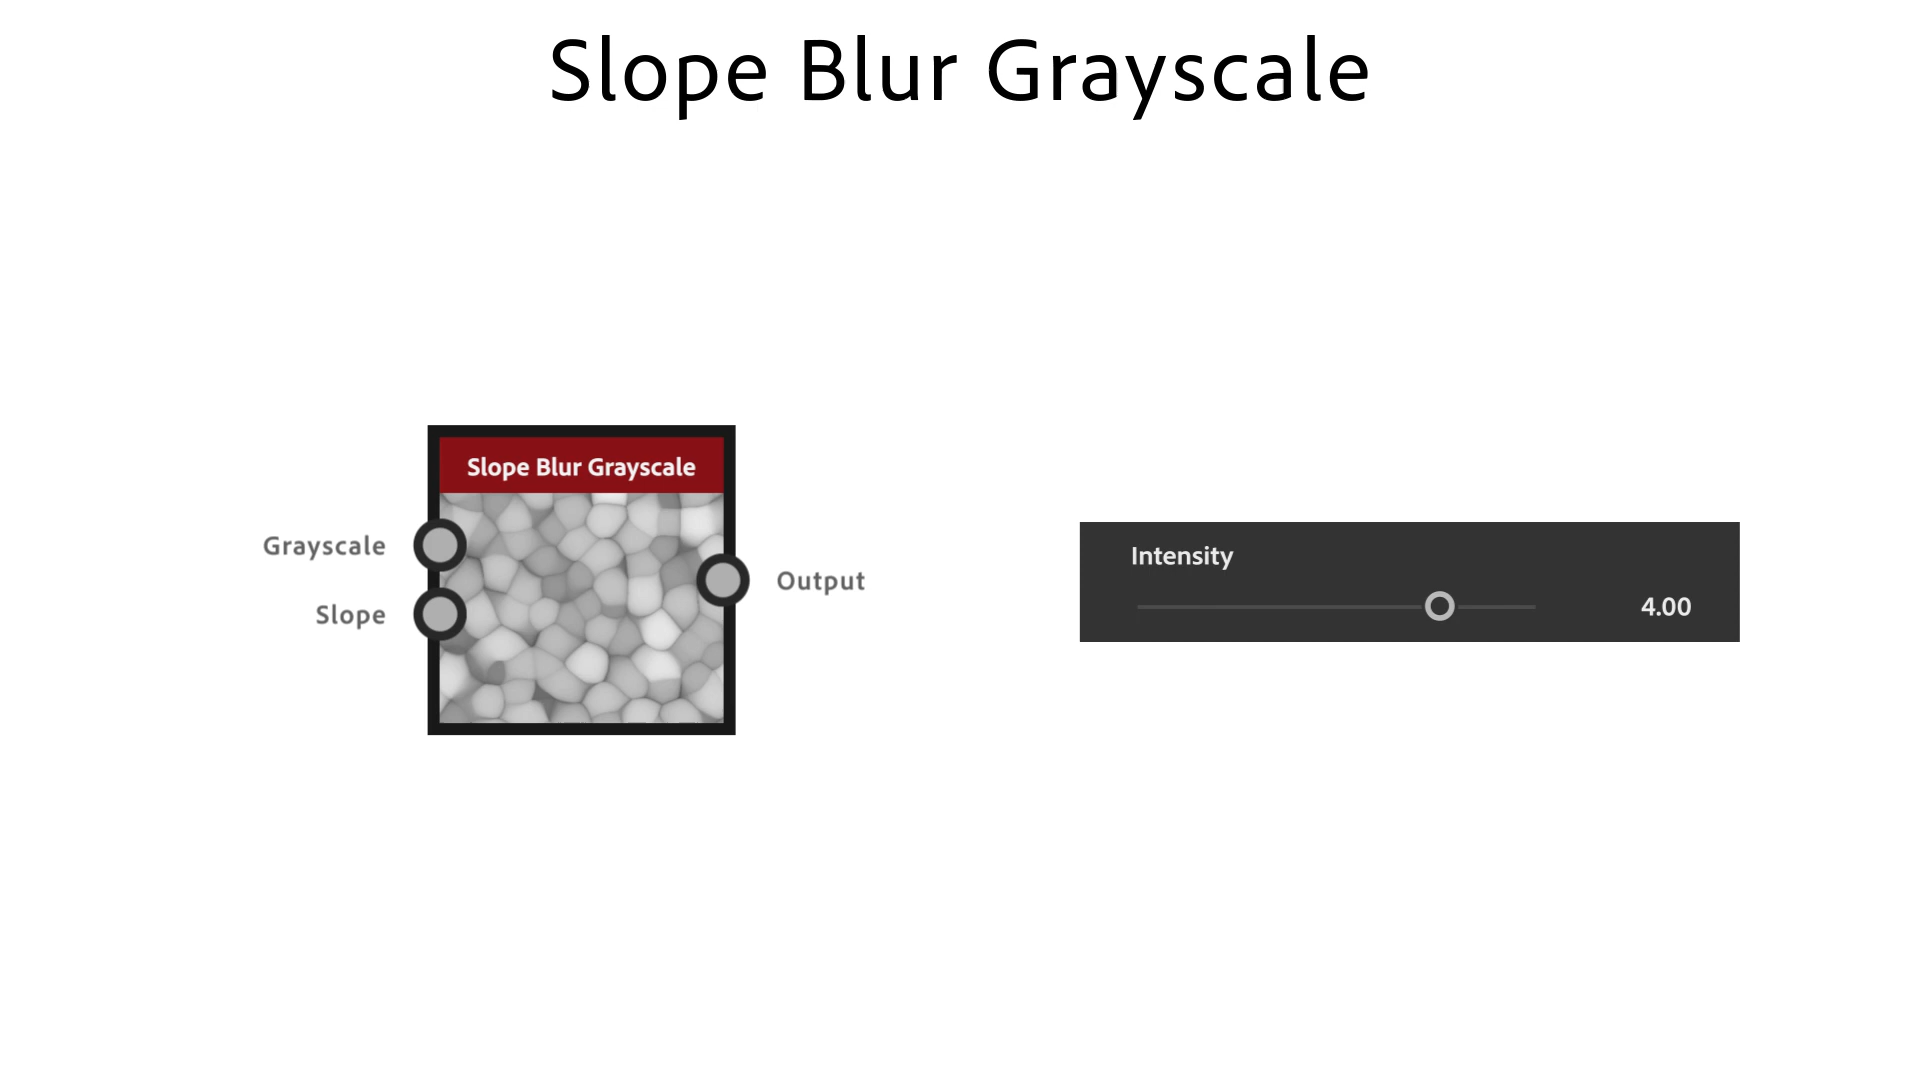 Slope Blur Grayscale
Slope Blur Grayscale
Grayscale
Slope
Output
Intensity
4.00